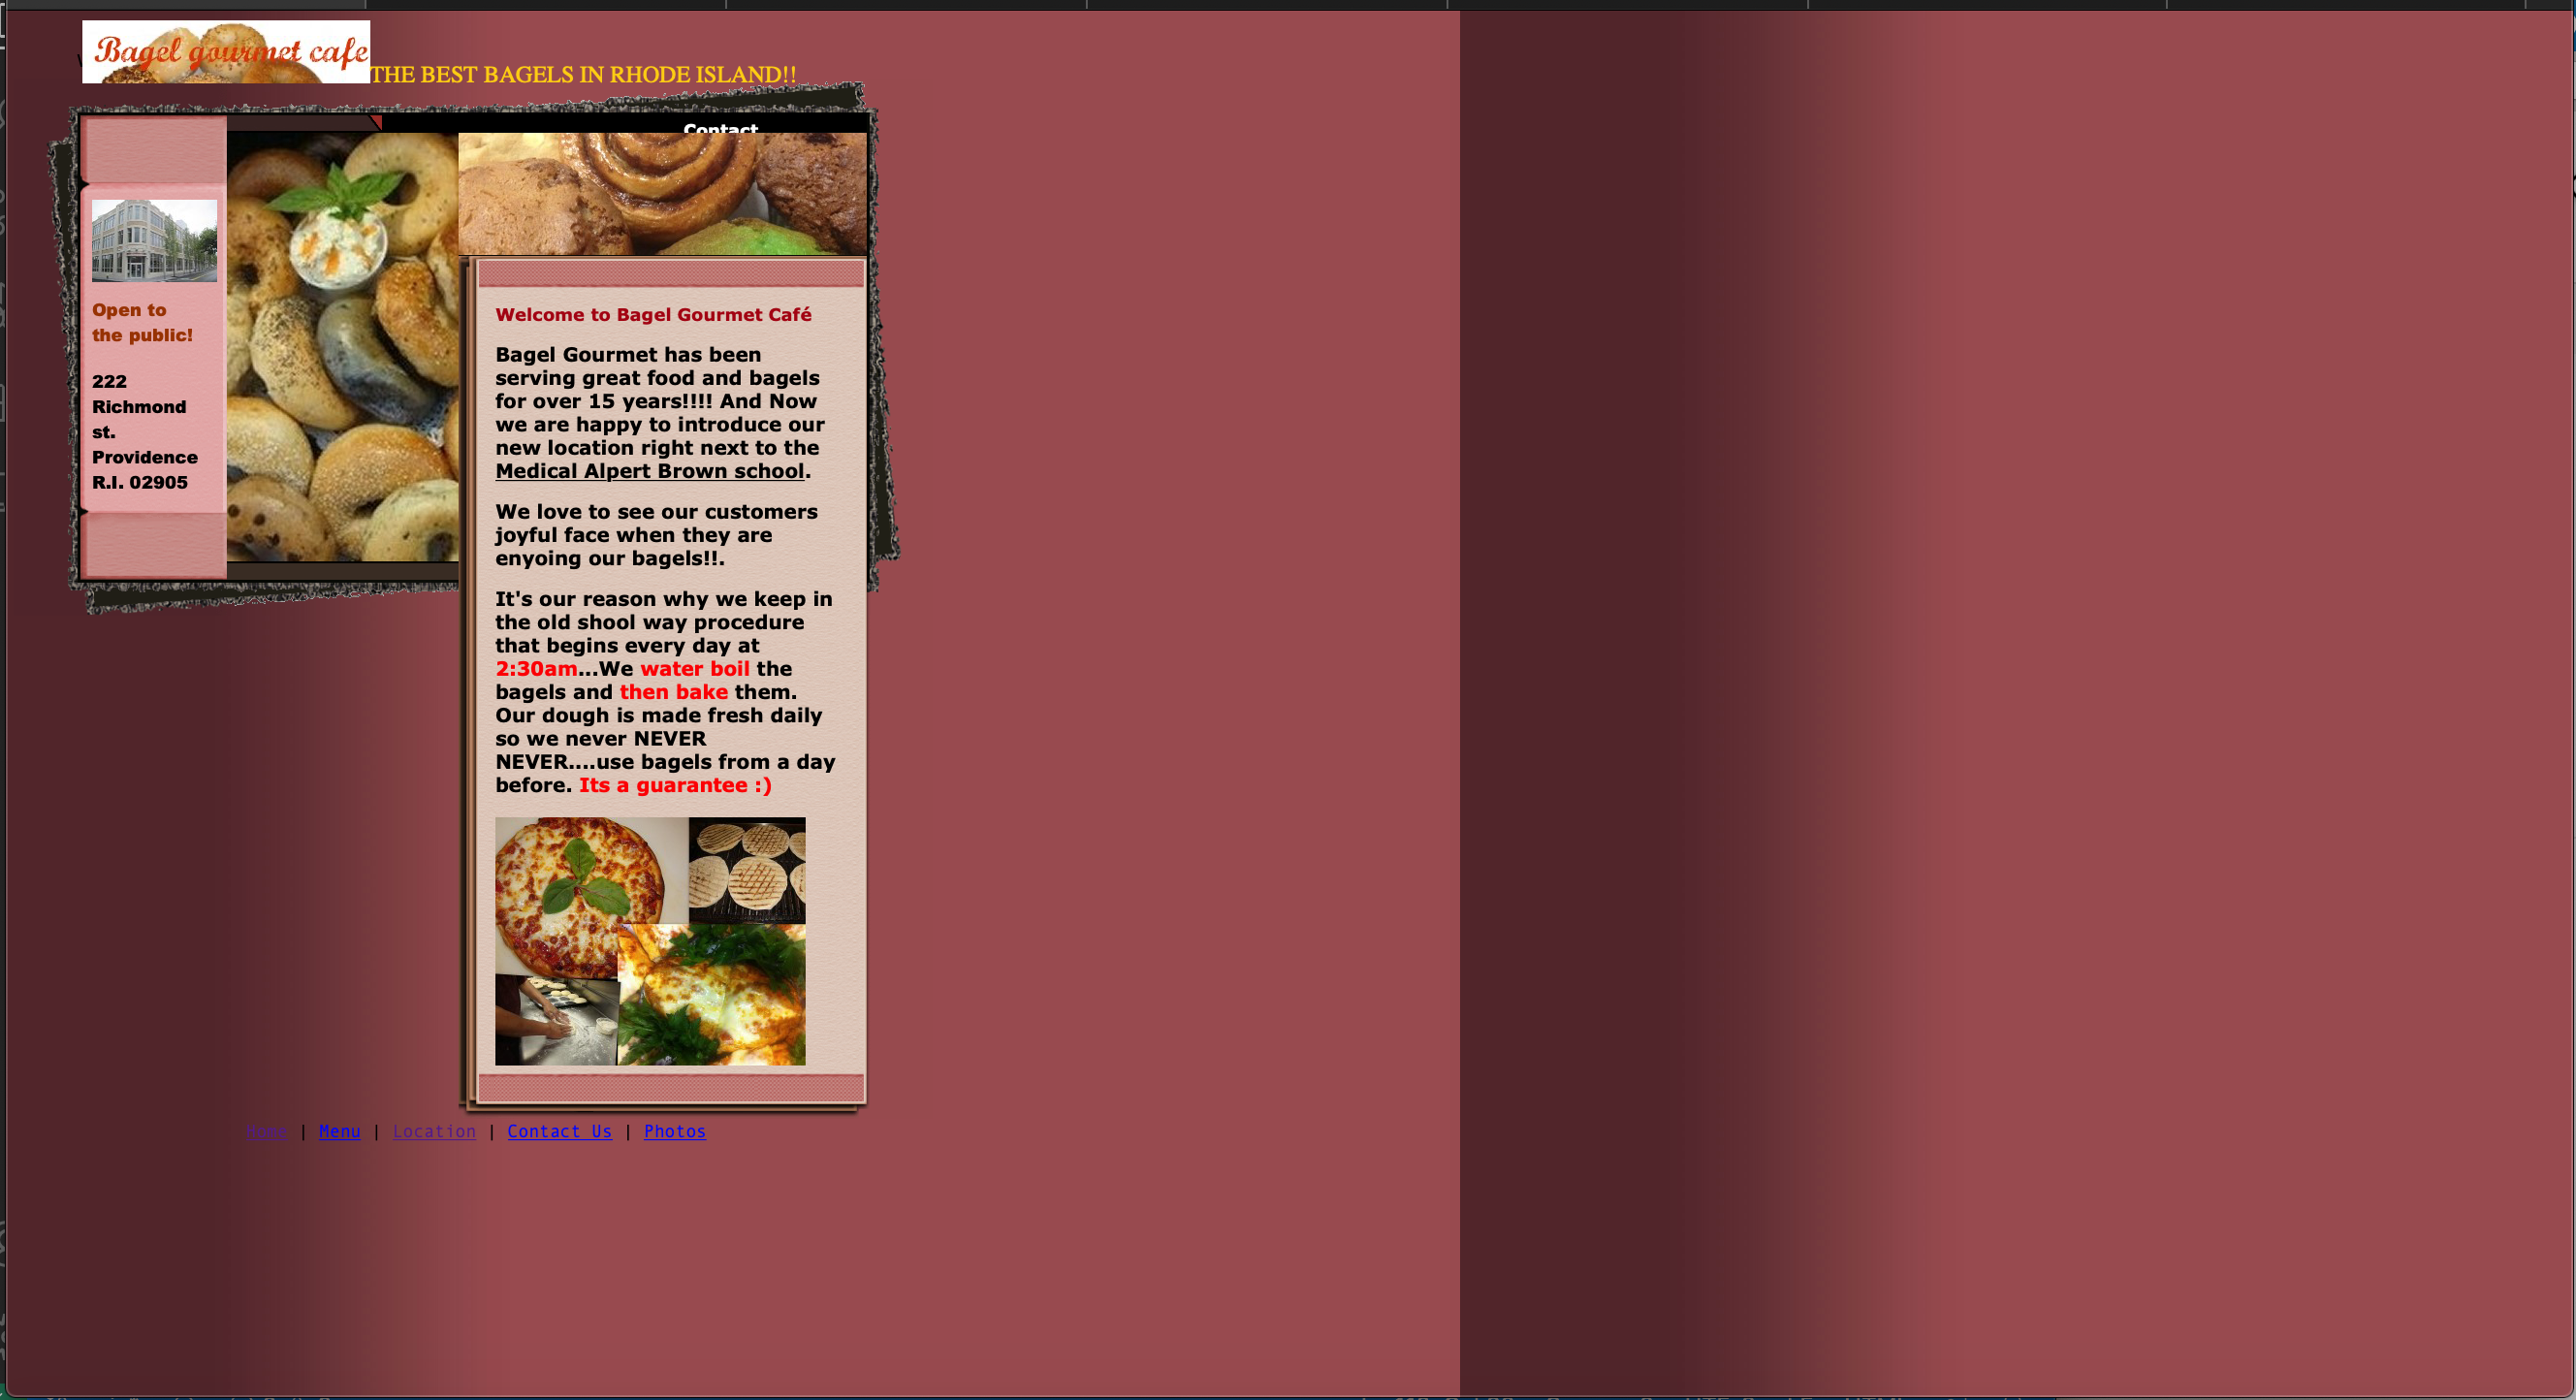 Bagel gourmet cafe
THE BEST BAGELS IN RHODE ISLAND!!
Contact
Open to
the public!
222
Richmond
st.
Providence
R.I. 02905
Welcome to Bagel Gourmet Café
Bagel Gourmet has been
serving great food and bagels
for over 15 years!!!! And Now
we are happy to introduce our
new location right next to the
Medical Alpert Brown school.
We love to see our customers
joyful face when they are
enyoing our bagels!!.
It's our reason why we keep in
the old shool way procedure
that begins every day at
2:30am...We water boil the
bagels and then bake them.
Our dough is made fresh daily
so we never NEVER
NEVER....use bagels from a day
before. Its a guarantee :)
Home | Menu | Location | Contact Us | Photos